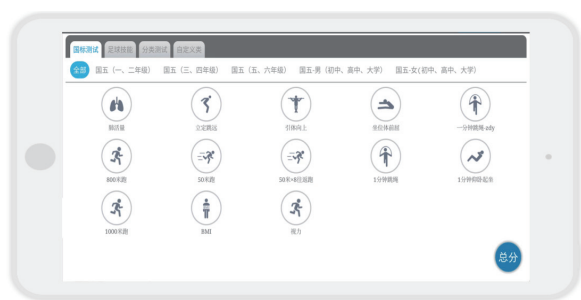 国标测试 足球技能 分类测试 自定义类
全部 国五（一、二年级） 国五（三、四年级） 国五（五、六年级） 国五-男（初中、高中、大学） 国五-女（初中、高中、大学）
肺活量 立定跳远 引体向上 坐位体前屈 一分钟跳绳-zdy
800米跑 50米跑 50米×8往返跑 1分钟跳绳 1分钟仰卧起坐
1000米跑 BMI 视力
总分